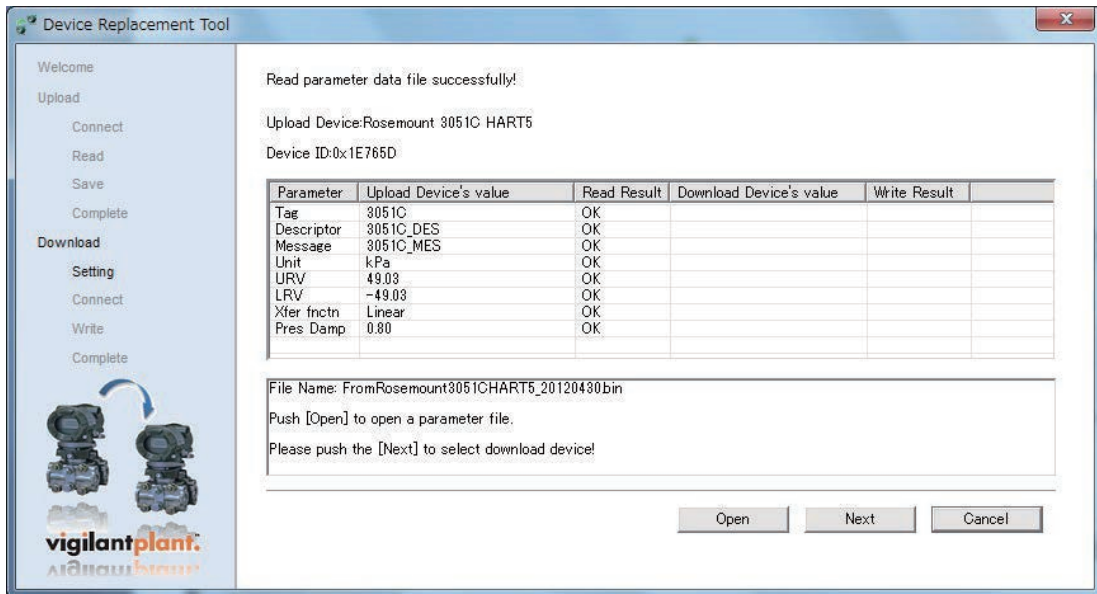 Device Replacement Tool
Welcome
Upload
Connect
Read
Save
Complete
Download
Setting
Connect
Write
Complete
vigilantplant.™
Read parameter data file successfully!
Upload Device:Rosemount 3051C HART5
Device ID:0x1E765D
Parameter Upload Device's value Read Result Download Device's value Write Result
Tag 3051C OK
Descriptor 3051C_DES OK
Message 3051C_MES OK
Unit kPa OK
URV 49.03 OK
LRV -49.03 OK
Xfer fnctn Linear OK
Pres Damp 0.80 OK
File Name: FromRosemount3051CHART5_20120430.bin
Push [Open] to open a parameter file.
Please push the [Next] to select download device!
Open Next Cancel